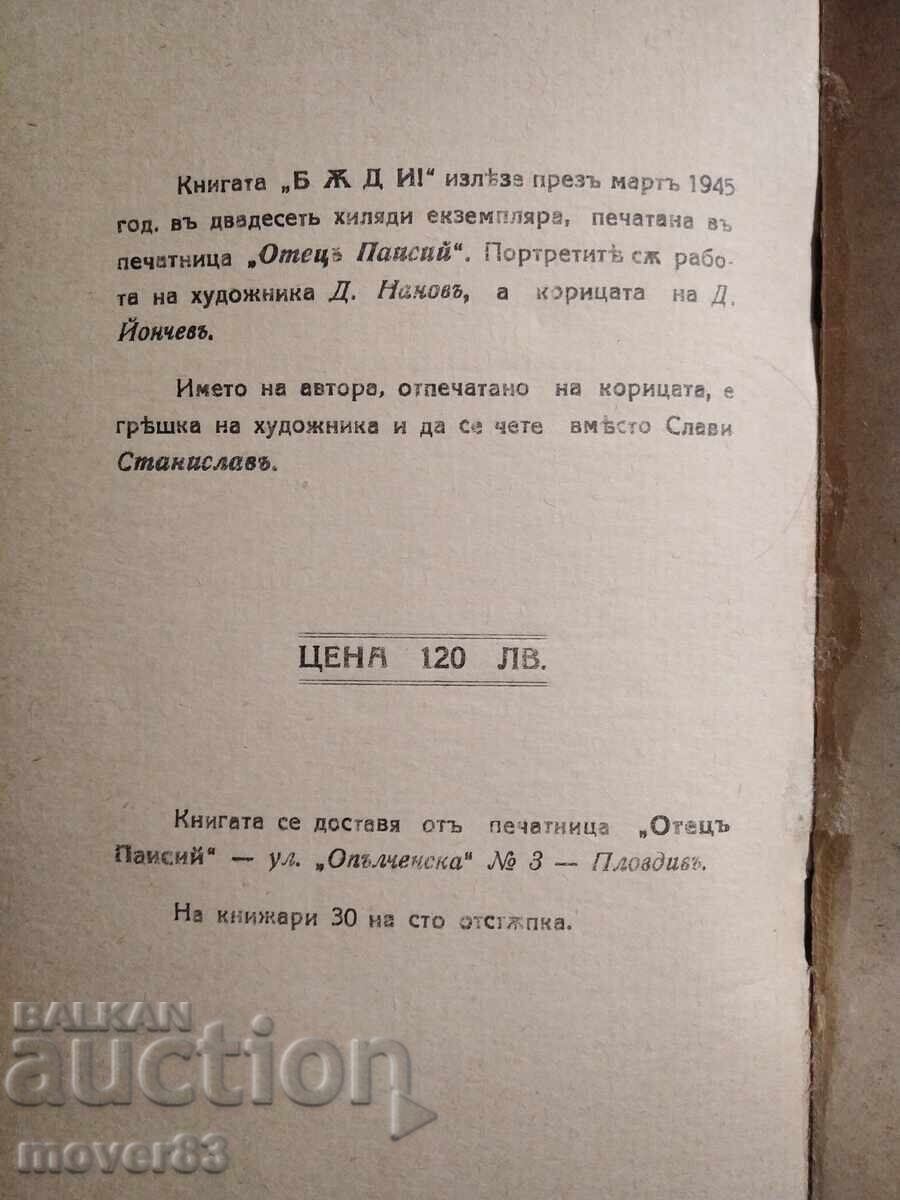 Книгата „Б Ѫ Д И!“ излѣзе презъ мартъ 1945
год. въ двадесеть хиляди екземпляра, печатана въ
печатница „Отецъ Паисий“. Портретитѣ сѫ рабо-
та на художника Д. Наковъ, а корицата на Д.
Йончевъ.
Името на автора, отпечатано на корицата, е
грѣшка на художника и да се чете вмѣсто Слави
Станиславъ.
ЦЕНА 120 ЛВ.
Книгата се доставя отъ печатница „Отецъ
Паисий“ — ул. „Опълченска“ № 3 — Пловдивъ.
На книжари 30 на сто отстѫпка.
BALKAN
auction
mover83